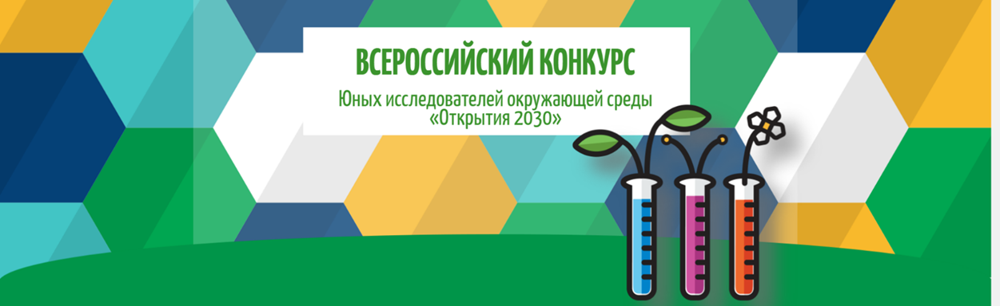 ВСЕРОССИЙСКИЙ КОНКУРС
Юных исследователей окружающей среды
«Открытия 2030»